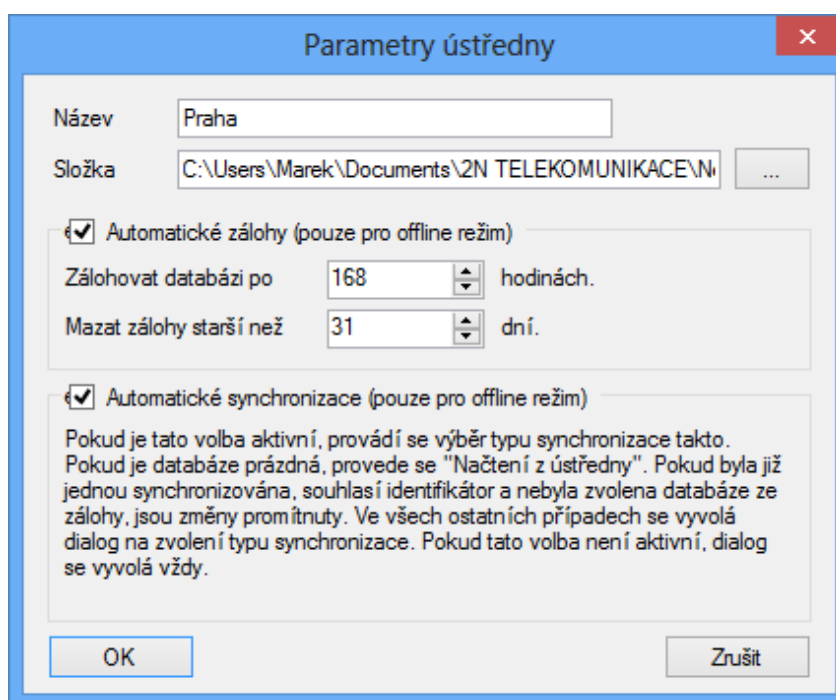 Parametry ústředny
Název Praha
Složka C:\Users\Marek\Documents\2N TELEKOMUNIKACE\ ...
Automatické zálohy (pouze pro offline režim)
Zálohovat databázi po 168 hodinách.
Mazat zálohy starší než 31 dní.
Automatické synchronizace (pouze pro offline režim)
Pokud je tato volba aktivní, provádí se výběr typu synchronizace takto.
Pokud je databáze prázdná, provede se "Načtení z ústředny". Pokud byla již
jednou synchronizována, souhlasí identifikátor a nebyla zvolena databáze ze
zálohy, jsou změny promítnuty. Ve všech ostatních případech se vyvolá
dialog na zvolení typu synchronizace. Pokud tato volba není aktivní, dialog
se vyvolá vždy.
OK Zrušit